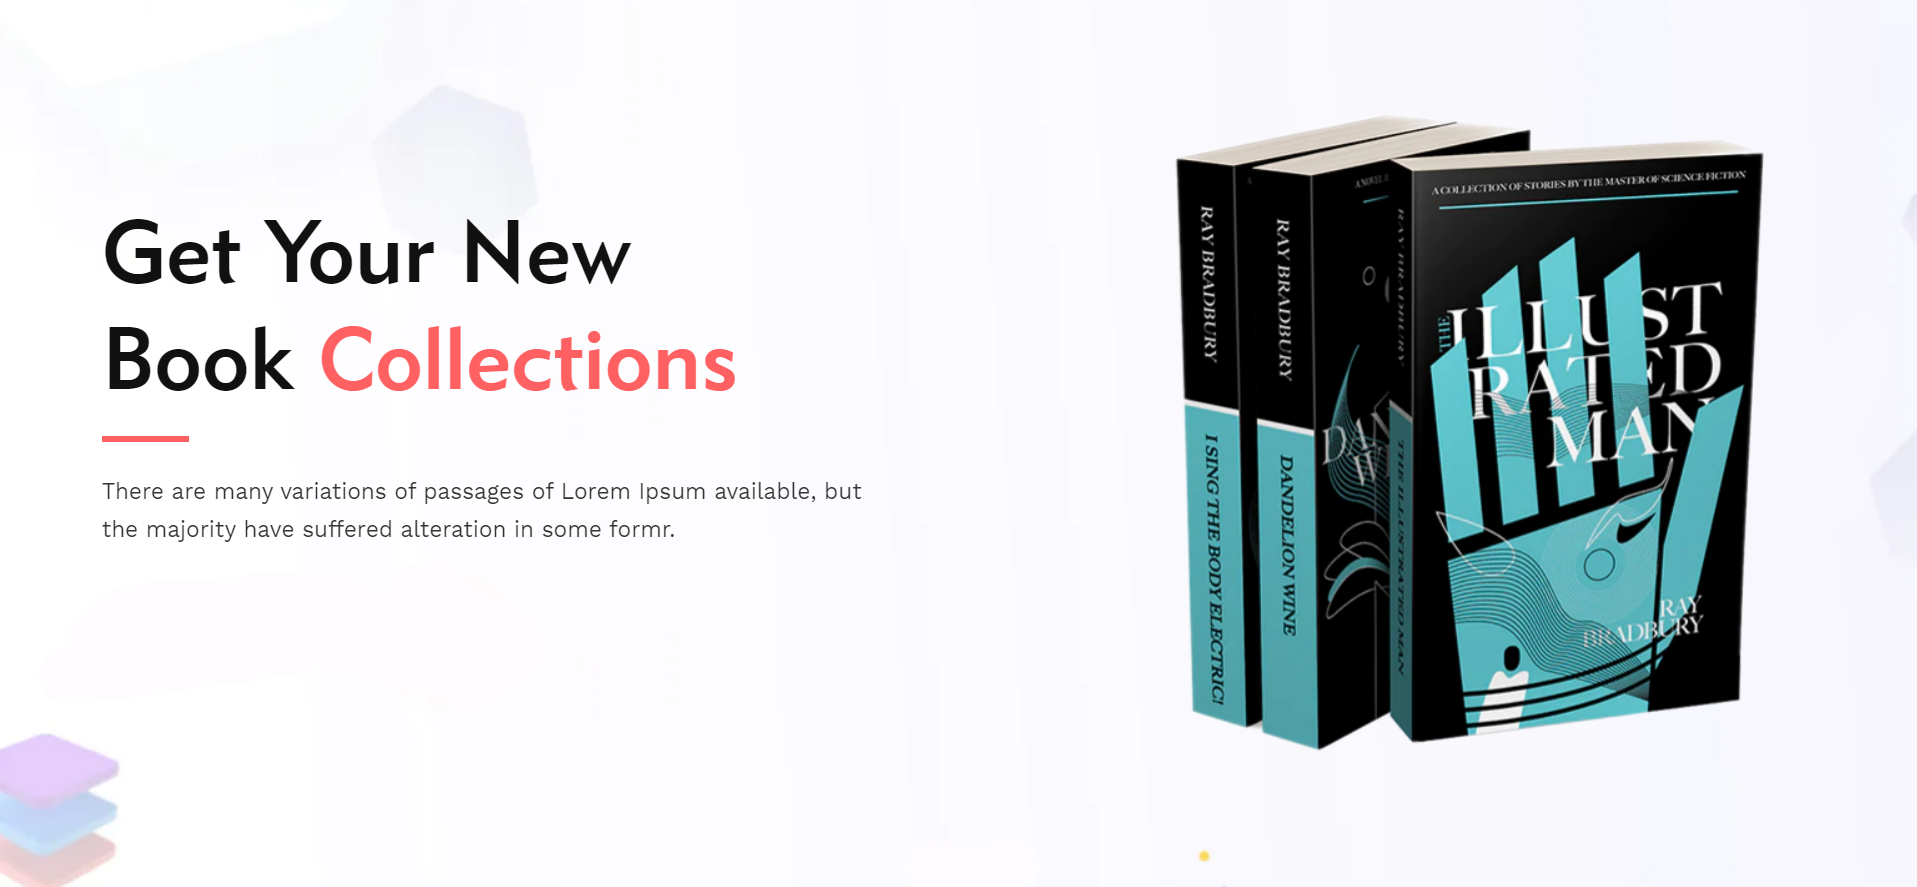 Get Your New
Book Collections
There are many variations of passages of Lorem Ipsum available, but
the majority have suffered alteration in some formr.
RAY BRADBURY
I SING THE BODY ELECTRIC!
RAY BRADBURY
DANDELION WINE
A NOVEL
DAN
W
RAY BRADBURY
THE ILLUSTRATED MAN
A COLLECTION OF STORIES BY THE MASTER OF SCIENCE FICTION
THE
ILLUST
RATED
MAN
RAY
BRADBURY